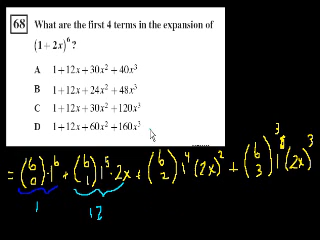 68 What are the first 4 terms in the expansion of
(1 + 2x)⁶?
A 1+12x+30x²+40x³
B 1+12x+24x²+48x³
C 1+12x+30x²+120x³
D 1+12x+60x²+160x³
= (6 0)·1⁶ + (6 1)1⁵·2x + (6 2)1⁴(2x)² + (6 3)1³(2x)³
1 12